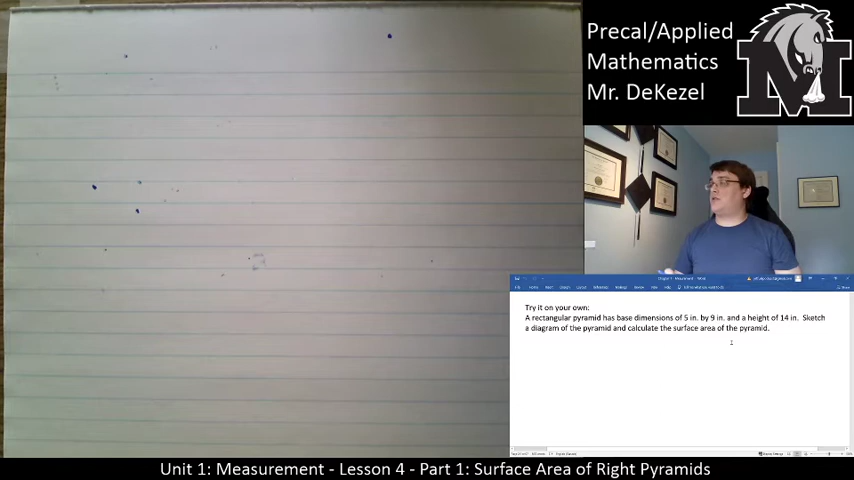 Precal/Applied
Mathematics
Mr. DeKezel
M
Try it on your own:
A rectangular pyramid has base dimensions of 5 in. by 9 in. and a height of 14 in. Sketch
a diagram of the pyramid and calculate the surface area of the pyramid.
Unit 1: Measurement - Lesson 4 - Part 1: Surface Area of Right Pyramids